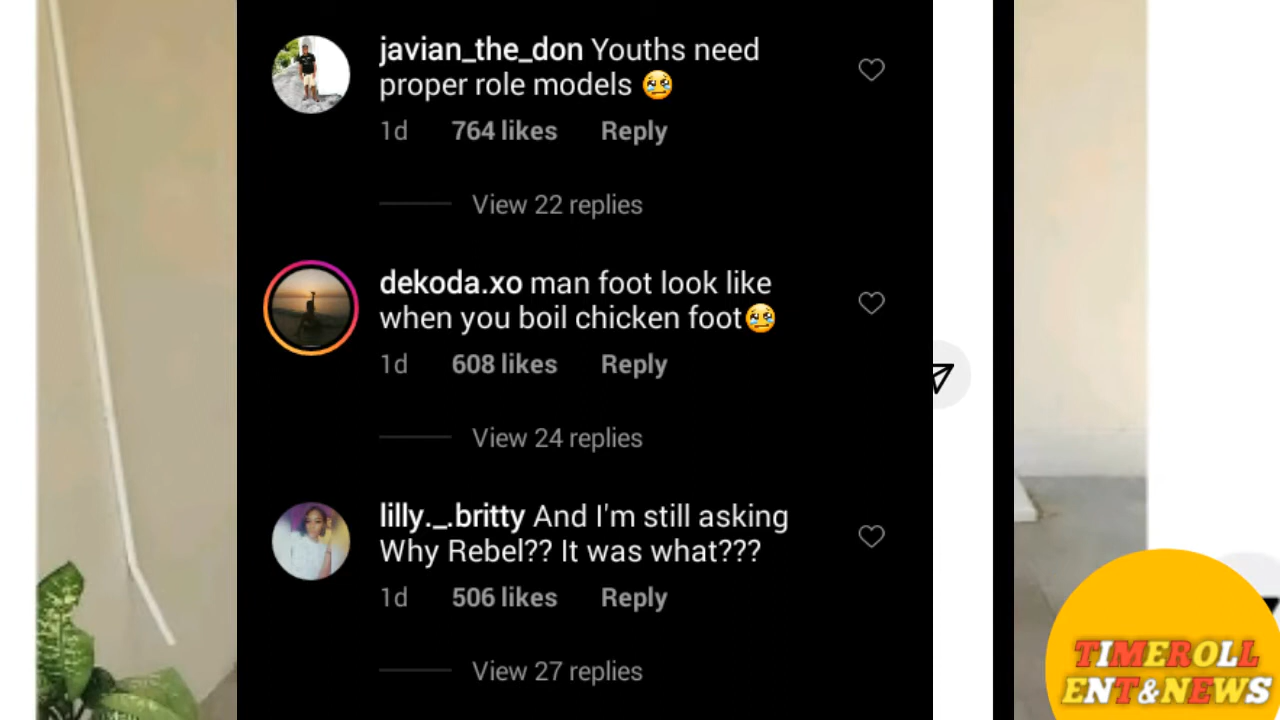 javian_the_don Youths need
proper role models 😢
1d 764 likes Reply
View 22 replies
dekoda.xo man foot look like
when you boil chicken foot😢
1d 608 likes Reply
View 24 replies
lilly._.britty And I'm still asking
Why Rebel?? It was what???
1d 506 likes Reply
View 27 replies
TIMEROLL
ENT&NEWS